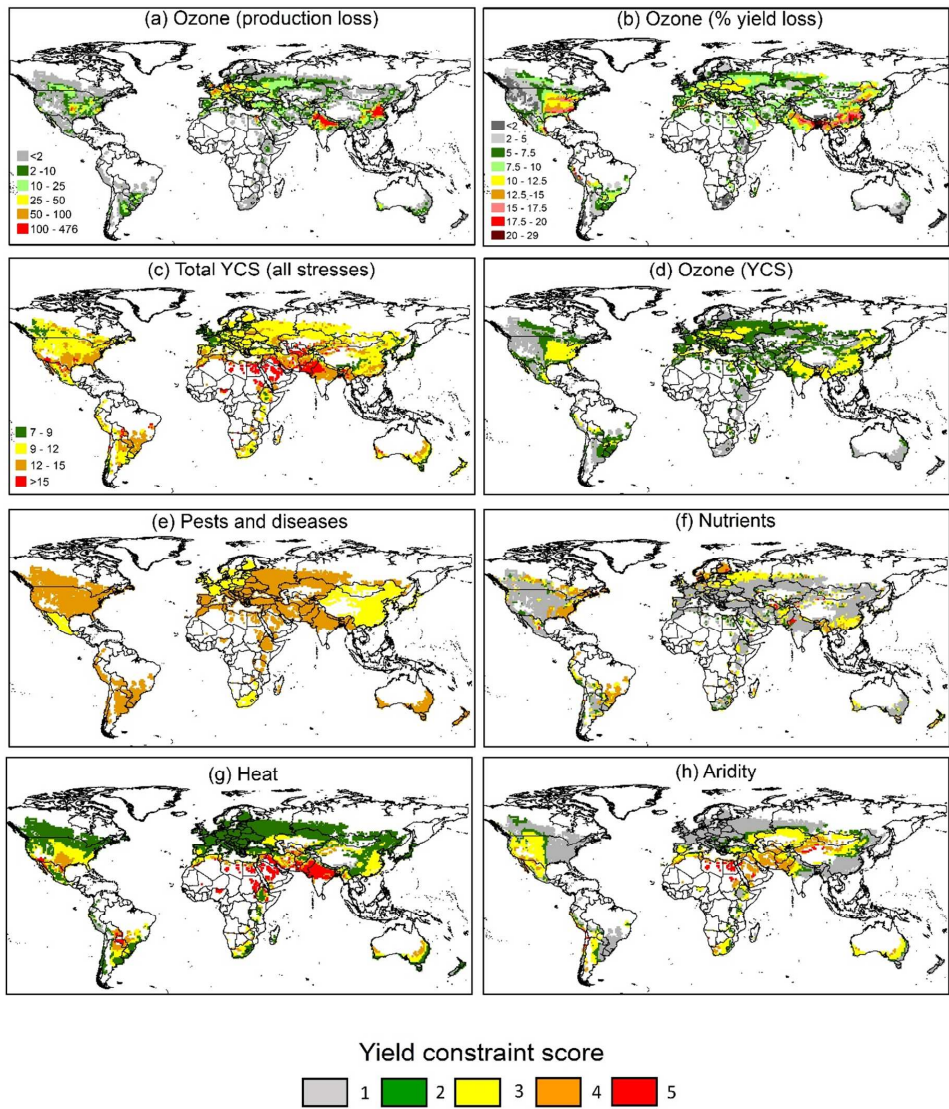 (a) Ozone (production loss)
<2
2 -10
10 - 25
25 - 50
50 - 100
100 - 476
(b) Ozone (% yield loss)
<2
2 - 5
5 - 7.5
7.5 - 10
10 - 12.5
12.5 -15
15 - 17.5
17.5 - 20
20 - 29
(c) Total YCS (all stresses)
7 - 9
9 - 12
12 - 15
>15
(d) Ozone (YCS)
(e) Pests and diseases
(f) Nutrients
(g) Heat
(h) Aridity
Yield constraint score
1 2 3 4 5